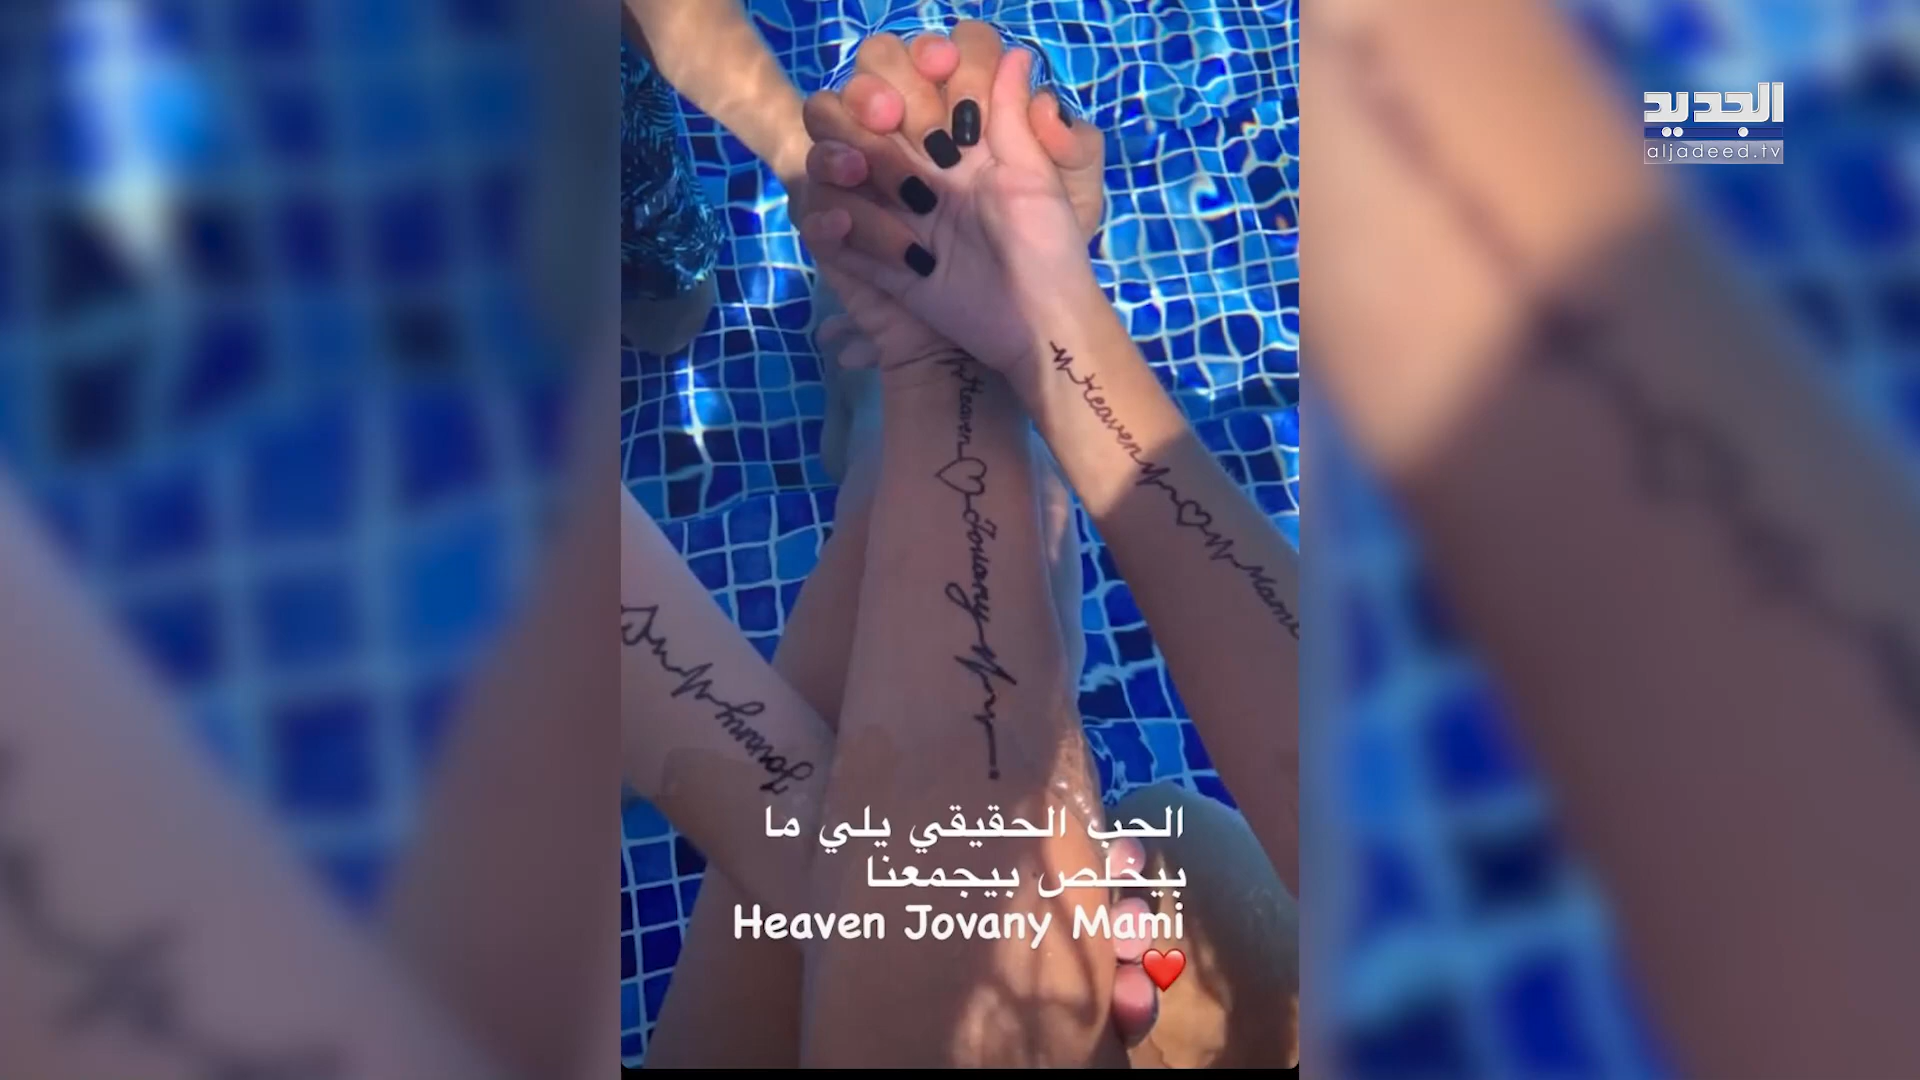 الجديد
aljadeed.tv
Heaven Jovany
Heaven Mami
Jovany
الحب الحقيقي يلي ما
بيخلص بيجمعنا
Heaven Jovany Mami
❤️